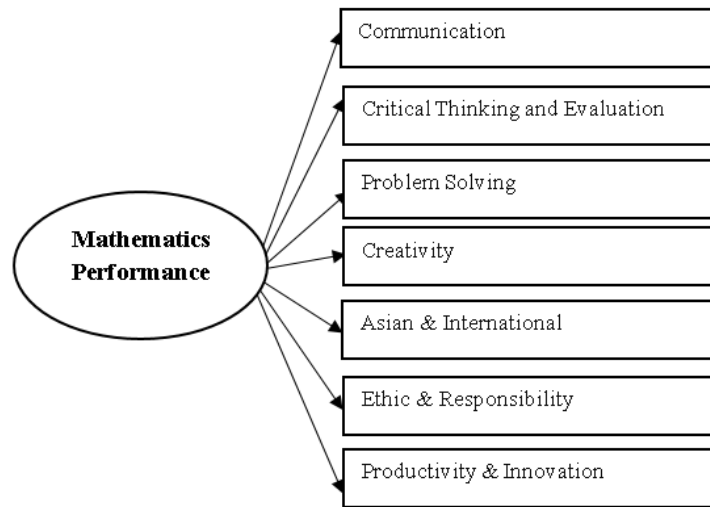 Communication
Critical Thinking and Evaluation
Problem Solving
Mathematics
Performance
Creativity
Asian & International
Ethic & Responsibility
Productivity & Innovation